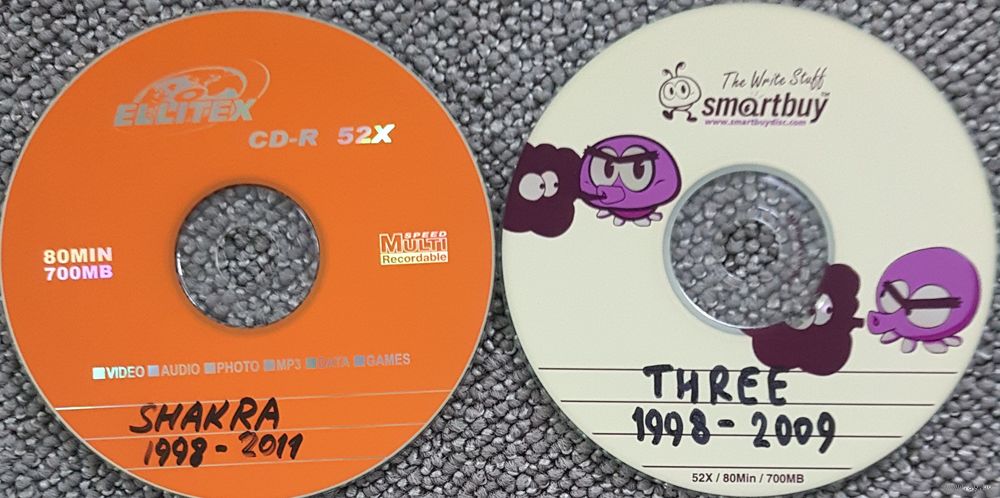 ELLITEX
CD-R 52X
80MIN
700MB
SPEED
MULTI
Recordable
VIDEO AUDIO PHOTO MP3 DATA GAMES
SHAKRA
1998 - 2011
The Write Stuff
smartbuy™
www.smartbuydisc.com
THREE
1998 - 2009
52X / 80Min / 700MB